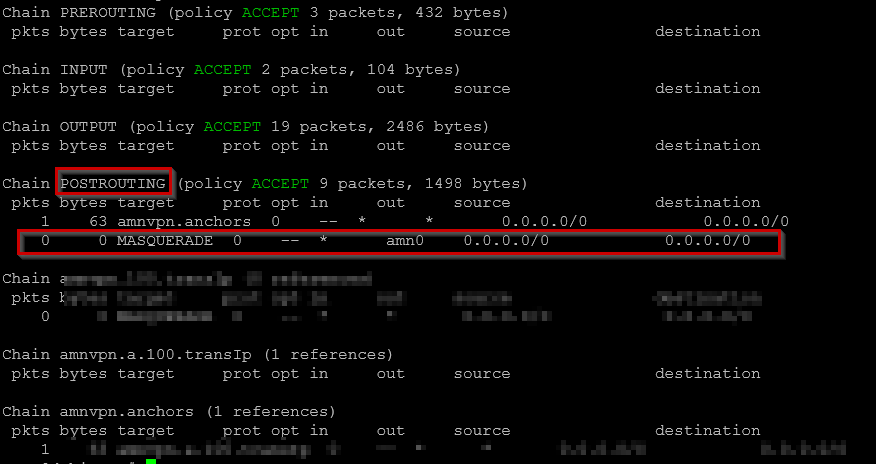 Chain PREROUTING (policy ACCEPT 3 packets, 432 bytes)
pkts bytes target prot opt in out source destination
Chain INPUT (policy ACCEPT 2 packets, 104 bytes)
pkts bytes target prot opt in out source destination
Chain OUTPUT (policy ACCEPT 19 packets, 2486 bytes)
pkts bytes target prot opt in out source destination
Chain POSTROUTING (policy ACCEPT 9 packets, 1498 bytes)
pkts bytes target prot opt in out source destination
1 63 amnvpn.anchors 0 -- * * 0.0.0.0/0 0.0.0.0/0
0 0 MASQUERADE 0 -- * amn0 0.0.0.0/0 0.0.0.0/0
Chain
pkts
0
Chain amnvpn.a.100.transIp (1 references)
pkts bytes target prot opt in out source destination
Chain amnvpn.anchors (1 references)
pkts bytes target prot opt in out source destination
1